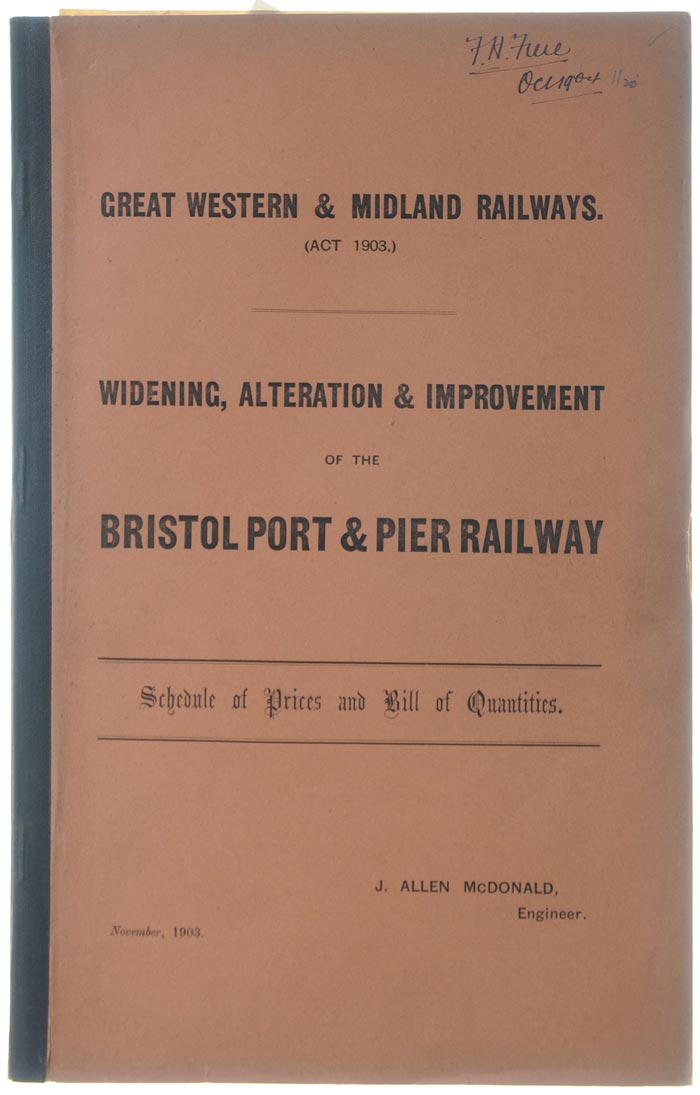 F. H.
Oct 1904
GREAT WESTERN & MIDLAND RAILWAYS.
(ACT 1903.)
WIDENING, ALTERATION & IMPROVEMENT
OF THE
BRISTOL PORT & PIER RAILWAY
Schedule of Prices and Bill of Quantities.
J. ALLEN McDONALD,
Engineer.
November, 1903.